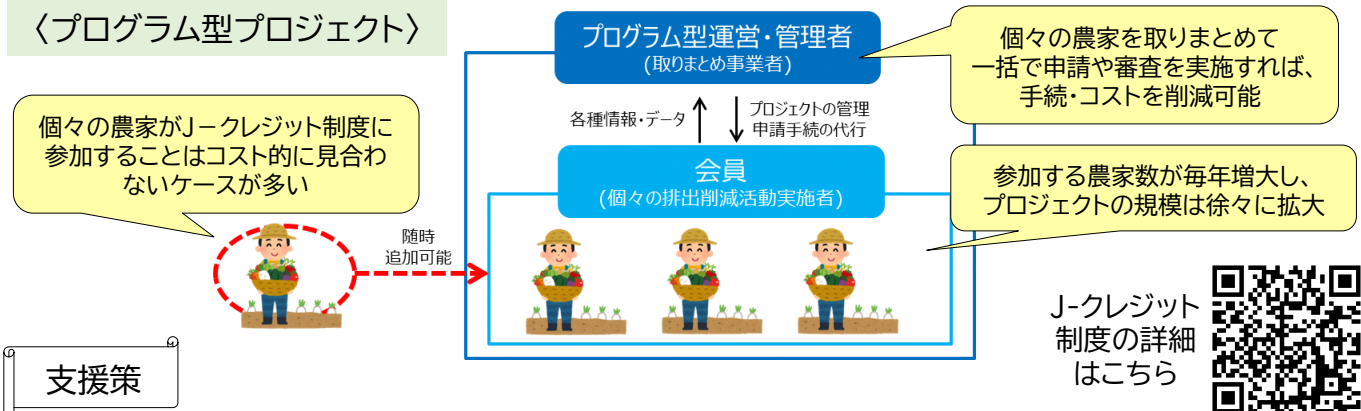 〈プログラム型プロジェクト〉
プログラム型運営・管理者
(取りまとめ事業者)
個々の農家を取りまとめて
一括で申請や審査を実施すれば、
手続・コストを削減可能
各種情報・データ
プロジェクトの管理
申請手続の代行
個々の農家がJ－クレジット制度に
参加することはコスト的に見合わ
ないケースが多い
会員
(個々の排出削減活動実施者)
参加する農家数が毎年増大し、
プロジェクトの規模は徐々に拡大
随時
追加可能
J-クレジット
制度の詳細
はこちら
支援策